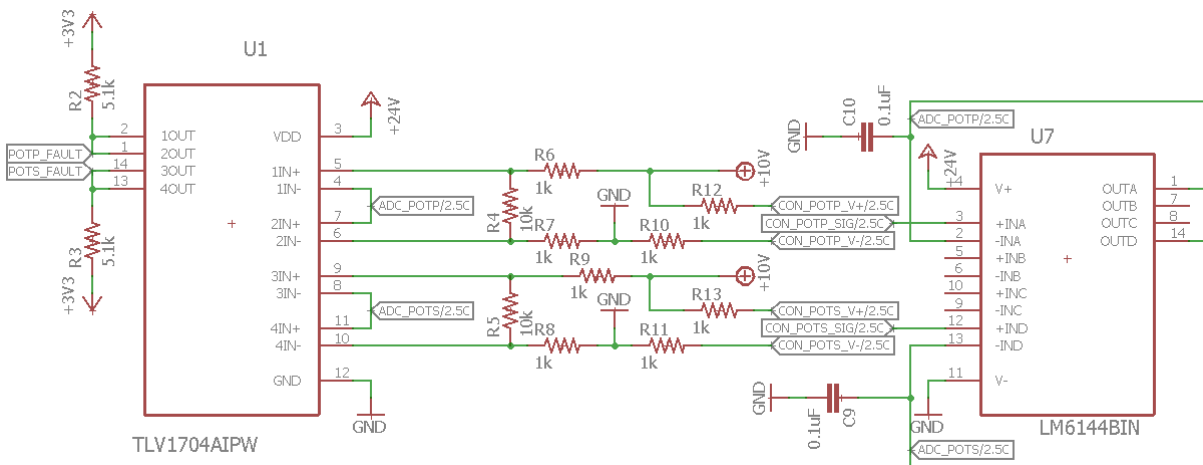 +3V3
R2
5.1k
POTP_FAULT
POTS_FAULT
R3
5.1k
+3V3
U1
2 1OUT VDD 3
1 2OUT 1IN+ 5
14 3OUT 1IN- 4
13 4OUT 2IN+ 7
2IN- 6
3IN+ 9
3IN- 8
4IN+ 11
4IN- 10
GND 12
TLV1704AIPW
+24V
GND
ADC_POTP/2.5C
ADC_POTS/2.5C
R6
1k
R4
10k
R7
1k
GND
R10
1k
R12
1k
+10V
CON_POTP_V+/2.5C
CON_POTP_SIG/2.5C
CON_POTP_V-/2.5C
R9
1k
R5
10k
R8
1k
GND
R11
1k
R13
1k
+10V
CON_POTS_V+/2.5C
CON_POTS_SIG/2.5C
CON_POTS_V-/2.5C
GND
C10
0.1uF
ADC_POTP/2.5C
+24V
U7
4 V+ OUTA 1
3 +INA OUTB 7
2 -INA OUTC 8
5 +INB OUTD 14
6 -INB
10 +INC
9 -INC
12 +IND
13 -IND
11 V-
GND
LM6144BIN
GND
0.1uF
C9
ADC_POTS/2.5C